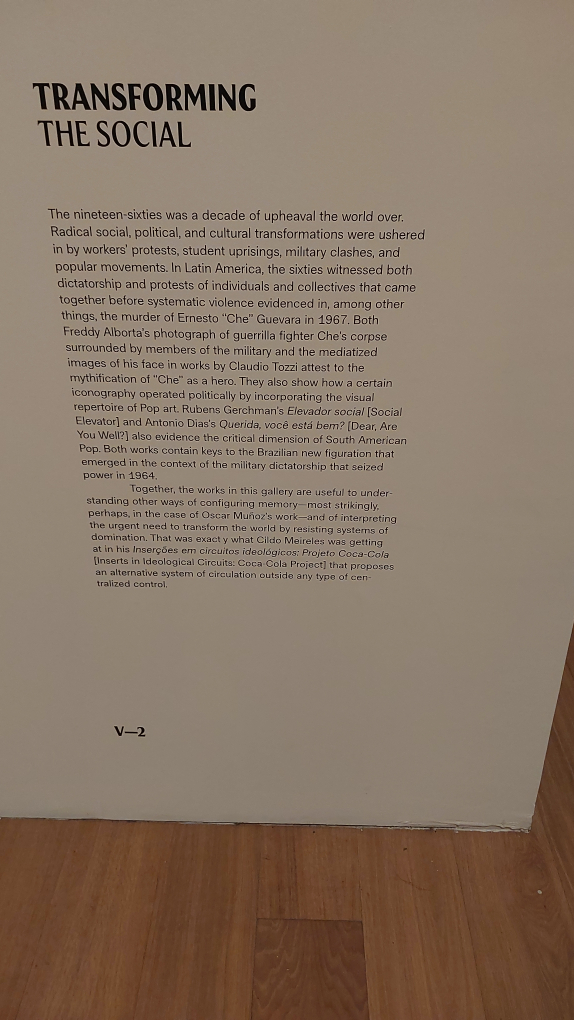 TRANSFORMING
THE SOCIAL
The nineteen-sixties was a decade of upheaval the world over.
Radical social, political, and cultural transformations were ushered
in by workers' protests, student uprisings, military clashes, and
popular movements. In Latin America, the sixties witnessed both
dictatorship and protests of individuals and collectives that came
together before systematic violence evidenced in, among other
things, the murder of Ernesto "Che" Guevara in 1967. Both
Freddy Alborta's photograph of guerrilla fighter Che's corpse
surrounded by members of the military and the mediatized
images of his face in works by Claudio Tozzi attest to the
mythification of "Che" as a hero. They also show how a certain
iconography operated politically by incorporating the visual
repertoire of Pop art. Rubens Gerchman's Elevador social [Social
Elevator] and Antonio Dias's Querida, você está bem? [Dear, Are
You Well?] also evidence the critical dimension of South American
Pop. Both works contain keys to the Brazilian new figuration that
emerged in the context of the military dictatorship that seized
power in 1964.
Together, the works in this gallery are useful to under-
standing other ways of configuring memory—most strikingly,
perhaps, in the case of Oscar Muñoz's work—and of interpreting
the urgent need to transform the world by resisting systems of
domination. That was exactly what Cildo Meireles was getting
at in his Inserções em circuitos ideológicos: Projeto Coca-Cola
[Inserts in Ideological Circuits: Coca-Cola Project] that proposes
an alternative system of circulation outside any type of cen-
tralized control.
V—2